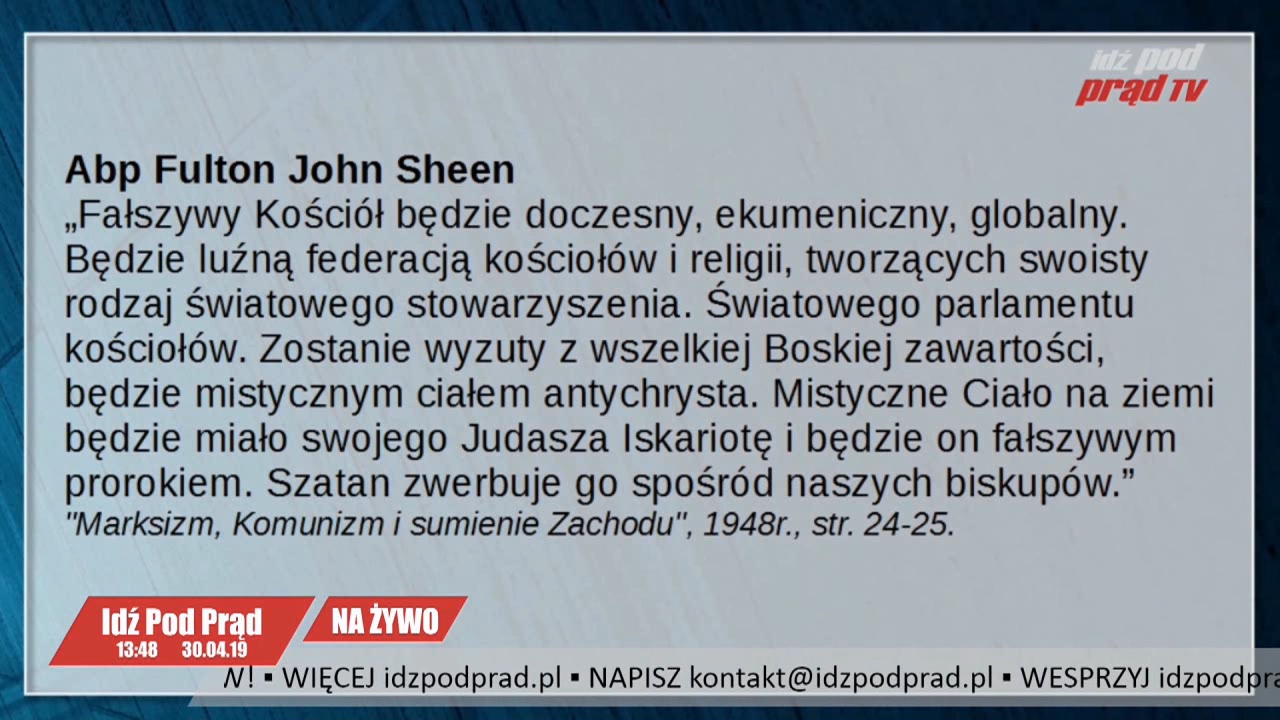 idź pod
prąd TV
Abp Fulton John Sheen
„Fałszywy Kościół będzie doczesny, ekumeniczny, globalny.
Będzie luźną federacją kościołów i religii, tworzących swoisty
rodzaj światowego stowarzyszenia. Światowego parlamentu
kościołów. Zostanie wyzuty z wszelkiej Boskiej zawartości,
będzie mistycznym ciałem antychrysta. Mistyczne Ciało na ziemi
będzie miało swojego Judasza Iskariotę i będzie on fałszywym
prorokiem. Szatan zwerbuje go spośród naszych biskupów.”
"Marksizm, Komunizm i sumienie Zachodu", 1948r., str. 24-25.
Idź Pod Prąd NA ŻYWO
13:48 30.04.19
W! ▪ WIĘCEJ idzpodprad.pl ▪ NAPISZ kontakt@idzpodprad.pl ▪ WESPRZYJ idzpodpra